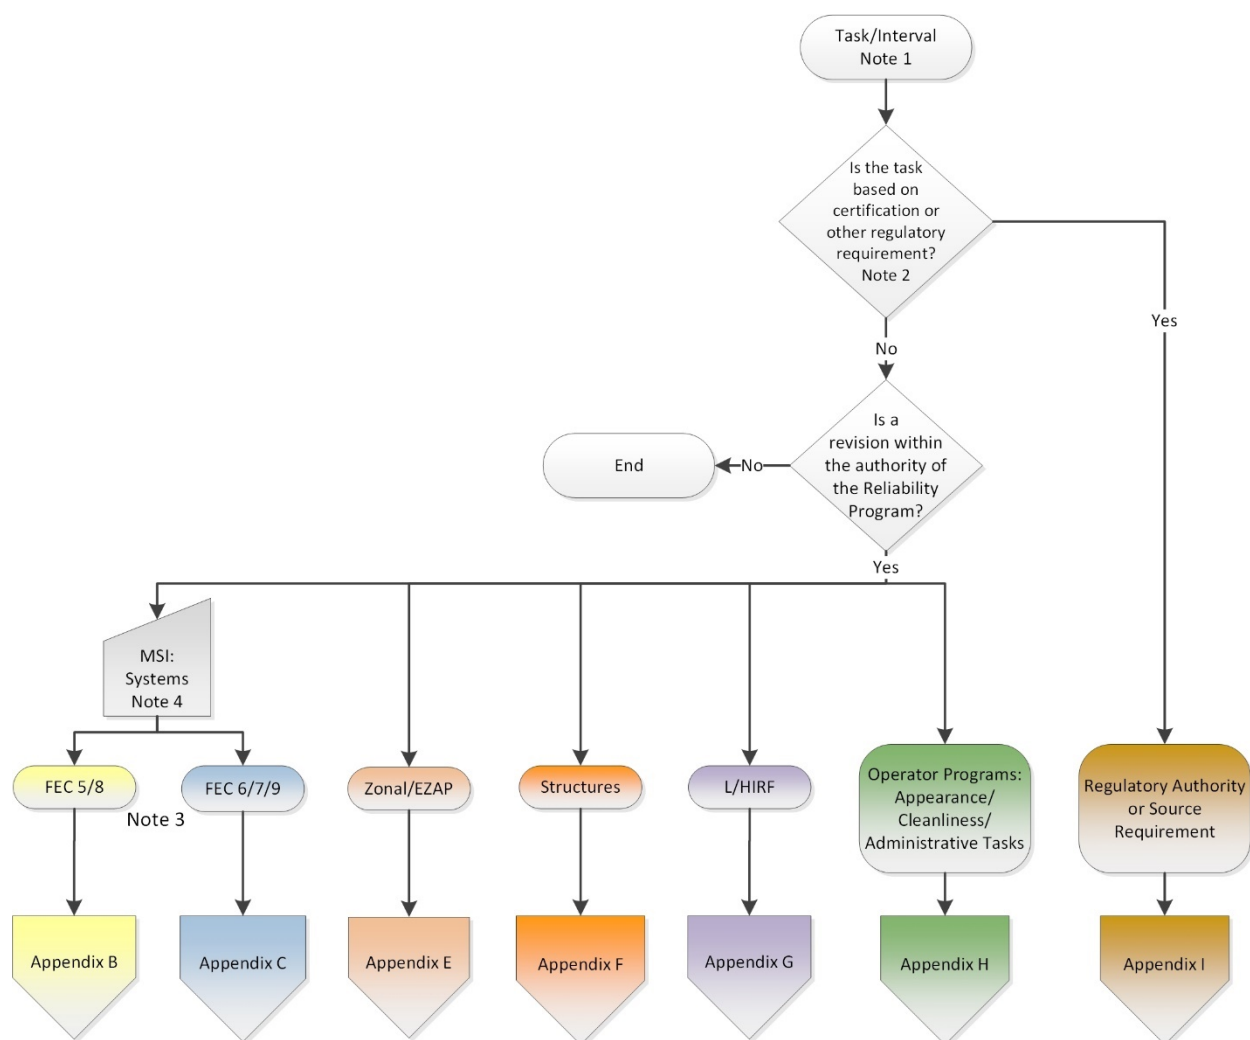 Task/Interval
Note 1
Is the task
based on
certification or
other regulatory
requirement?
Note 2
Yes
No
Is a
revision within
the authority of
the Reliability
Program?
No
End
Yes
MSI:
Systems
Note 4
FEC 5/8
Note 3
FEC 6/7/9
Zonal/EZAP
Structures
L/HIRF
Operator Programs:
Appearance/
Cleanliness/
Administrative Tasks
Regulatory Authority
or Source
Requirement
Appendix B
Appendix C
Appendix E
Appendix F
Appendix G
Appendix H
Appendix I